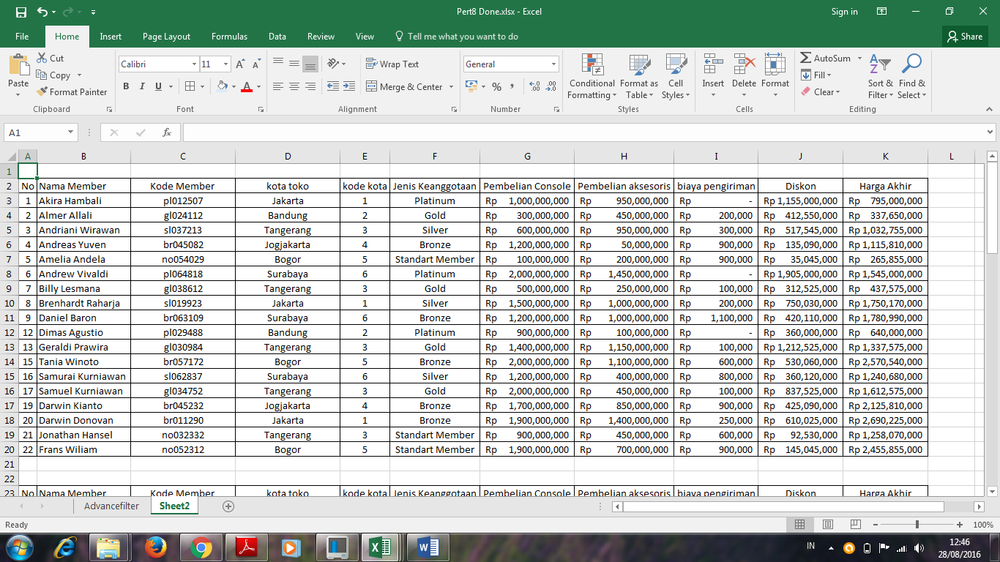 Pert8 Done.xlsx - Excel
Sign in
File Home Insert Page Layout Formulas Data Review View Tell me what you want to do Share
Paste Cut
Copy
Format Painter
Clipboard
Calibri 11 A A
B I U A
Font
Wrap Text
Merge & Center
Alignment
General
% ,
Number
Conditional Formatting
Format as Table
Cell Styles
Styles
Insert Delete Format
Cells
AutoSum
Fill
Clear
Sort & Filter
Find & Select
Editing
A1 fx
A B C D E F G H I J K L
1
2 No Nama Member Kode Member kota toko kode kota Jenis Keanggotaan Pembelian Console Pembelian aksesoris biaya pengiriman Diskon Harga Akhir
3 1 Akira Hambali pl012507 Jakarta 1 Platinum Rp 1,000,000,000 Rp 950,000,000 Rp - Rp 1,155,000,000 Rp 795,000,000
4 2 Almer Allali gl024112 Bandung 2 Gold Rp 300,000,000 Rp 450,000,000 Rp 200,000 Rp 412,550,000 Rp 337,650,000
5 3 Andriani Wirawan sl037213 Tangerang 3 Silver Rp 600,000,000 Rp 950,000,000 Rp 300,000 Rp 517,545,000 Rp 1,032,755,000
6 4 Andreas Yuven br045082 Jogjakarta 4 Bronze Rp 1,200,000,000 Rp 50,000,000 Rp 900,000 Rp 135,090,000 Rp 1,115,810,000
7 5 Amelia Andela no054029 Bogor 5 Standart Member Rp 100,000,000 Rp 200,000,000 Rp 900,000 Rp 35,045,000 Rp 265,855,000
8 6 Andrew Vivaldi pl064818 Surabaya 6 Platinum Rp 2,000,000,000 Rp 1,450,000,000 Rp - Rp 1,905,000,000 Rp 1,545,000,000
9 7 Billy Lesmana gl038612 Tangerang 3 Gold Rp 500,000,000 Rp 250,000,000 Rp 100,000 Rp 312,525,000 Rp 437,575,000
10 8 Brenhardt Raharja sl019923 Jakarta 1 Silver Rp 1,500,000,000 Rp 1,000,000,000 Rp 200,000 Rp 750,030,000 Rp 1,750,170,000
11 9 Daniel Baron br063109 Surabaya 6 Bronze Rp 1,200,000,000 Rp 1,000,000,000 Rp 1,100,000 Rp 420,110,000 Rp 1,780,990,000
12 12 Dimas Agustio pl029488 Bandung 2 Platinum Rp 900,000,000 Rp 100,000,000 Rp - Rp 360,000,000 Rp 640,000,000
13 13 Geraldi Prawira gl030984 Tangerang 3 Gold Rp 1,400,000,000 Rp 1,150,000,000 Rp 100,000 Rp 1,212,525,000 Rp 1,337,575,000
14 15 Tania Winoto br057172 Bogor 5 Bronze Rp 2,000,000,000 Rp 1,100,000,000 Rp 600,000 Rp 530,060,000 Rp 2,570,540,000
15 16 Samurai Kurniawan sl062837 Surabaya 6 Silver Rp 1,200,000,000 Rp 400,000,000 Rp 800,000 Rp 360,120,000 Rp 1,240,680,000
16 17 Samuel Kurniawan gl034752 Tangerang 3 Gold Rp 2,000,000,000 Rp 450,000,000 Rp 100,000 Rp 837,525,000 Rp 1,612,575,000
17 19 Darwin Kianto br045232 Jogjakarta 4 Bronze Rp 1,700,000,000 Rp 850,000,000 Rp 900,000 Rp 425,090,000 Rp 2,125,810,000
18 20 Darwin Donovan br011290 Jakarta 1 Bronze Rp 1,900,000,000 Rp 1,400,000,000 Rp 250,000 Rp 610,025,000 Rp 2,690,225,000
19 21 Jonathan Hansel no032332 Tangerang 3 Standart Member Rp 900,000,000 Rp 450,000,000 Rp 600,000 Rp 92,530,000 Rp 1,258,070,000
20 22 Frans Wiliam no052312 Bogor 5 Standart Member Rp 1,900,000,000 Rp 700,000,000 Rp 900,000 Rp 145,045,000 Rp 2,455,855,000
21
22
23 No Nama Member Kode Member kota toko kode kota Jenis Keanggotaan Pembelian Console Pembelian aksesoris biaya pengiriman Diskon Harga Akhir
Advancefilter Sheet2
Ready 100%
IN 12:46
28/08/2016